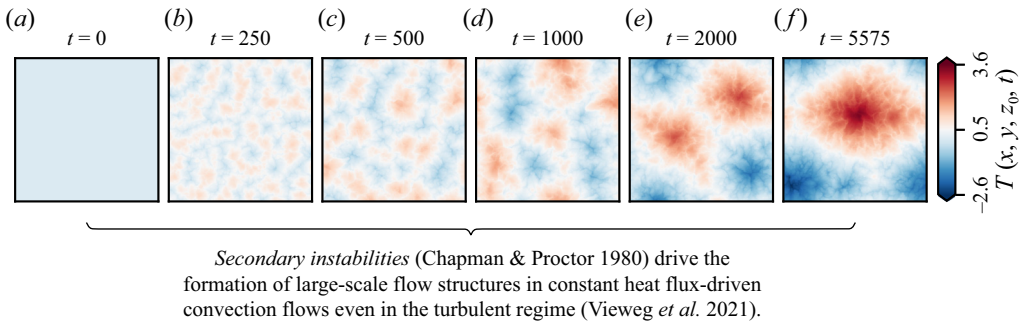 (a) (b) (c) (d) (e) (f)
t = 0 t = 250 t = 500 t = 1000 t = 2000 t = 5575
3.6
0.5
−2.6
T (x, y, z0, t)
Secondary instabilities (Chapman & Proctor 1980) drive the
formation of large-scale flow structures in constant heat flux-driven
convection flows even in the turbulent regime (Vieweg et al. 2021).